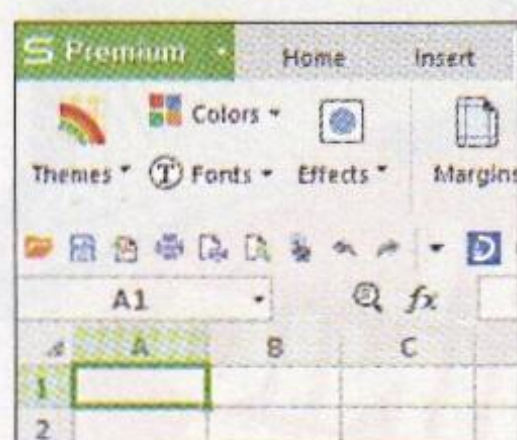 S Premium Home Insert
Colors
Themes T Fonts Effects Margins
A1 fx
A B C
1
2